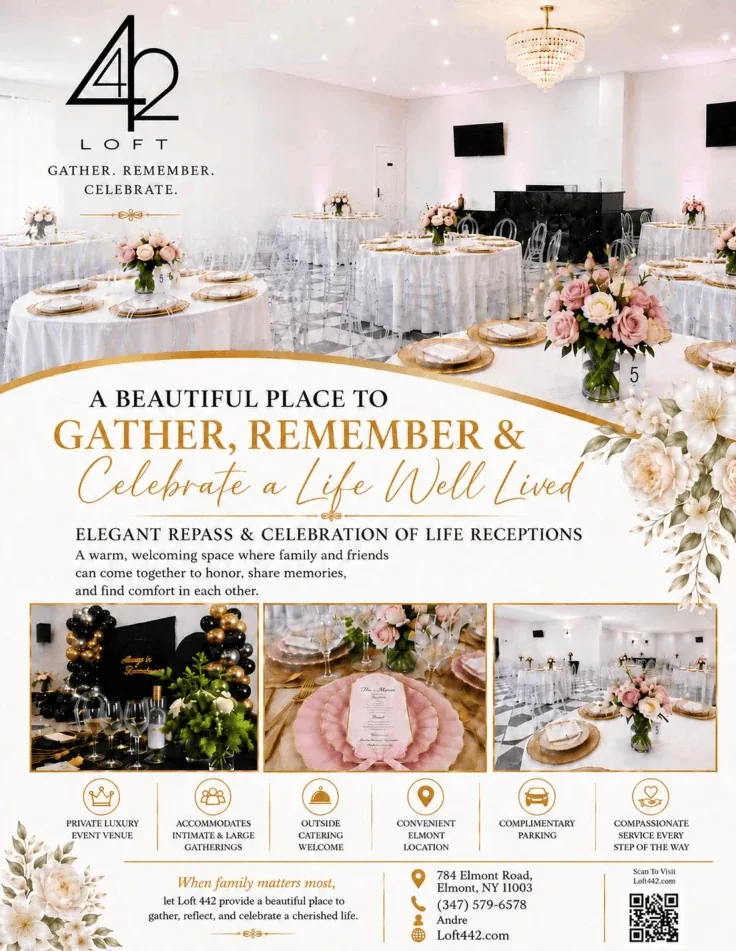 442
LOFT
GATHER. REMEMBER.
CELEBRATE.
5
A BEAUTIFUL PLACE TO
GATHER, REMEMBER &
Celebrate a Life Well Lived
ELEGANT REPASS & CELEBRATION OF LIFE RECEPTIONS
A warm, welcoming space where family and friends
can come together to honor, share memories,
and find comfort in each other.
Always in
PRIVATE LUXURY
EVENT VENUE
ACCOMMODATES
INTIMATE & LARGE
GATHERINGS
OUTSIDE
CATERING
WELCOME
CONVENIENT
ELMONT
LOCATION
COMPLIMENTARY
PARKING
COMPASSIONATE
SERVICE EVERY
STEP OF THE WAY
When family matters most,
let Loft 442 provide a beautiful place to
gather, reflect, and celebrate a cherished life.
784 Elmont Road,
Elmont, NY 11003
(347) 579-6578
Andre
Loft442.com
Scan To Visit
Loft442.com